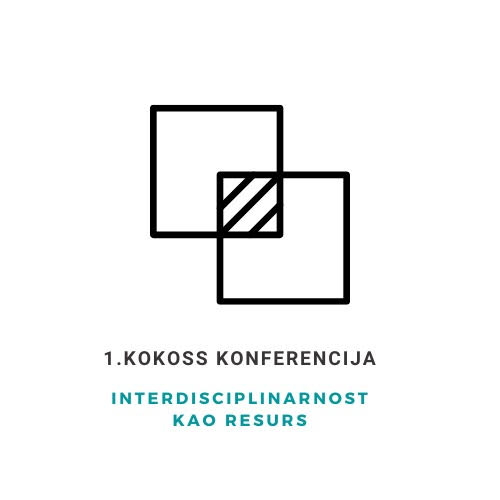 1.KOKOSS KONFERENCIJA
INTERDISCIPLINARNOST
KAO RESURS